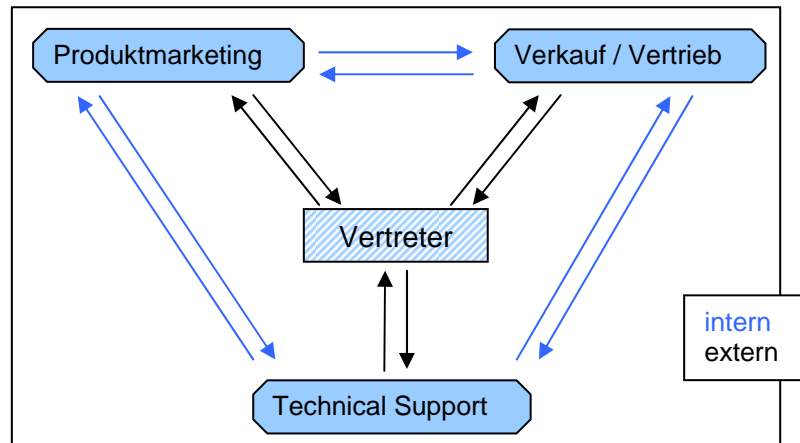 Produktmarketing
Verkauf / Vertrieb
Vertreter
intern
extern
Technical Support